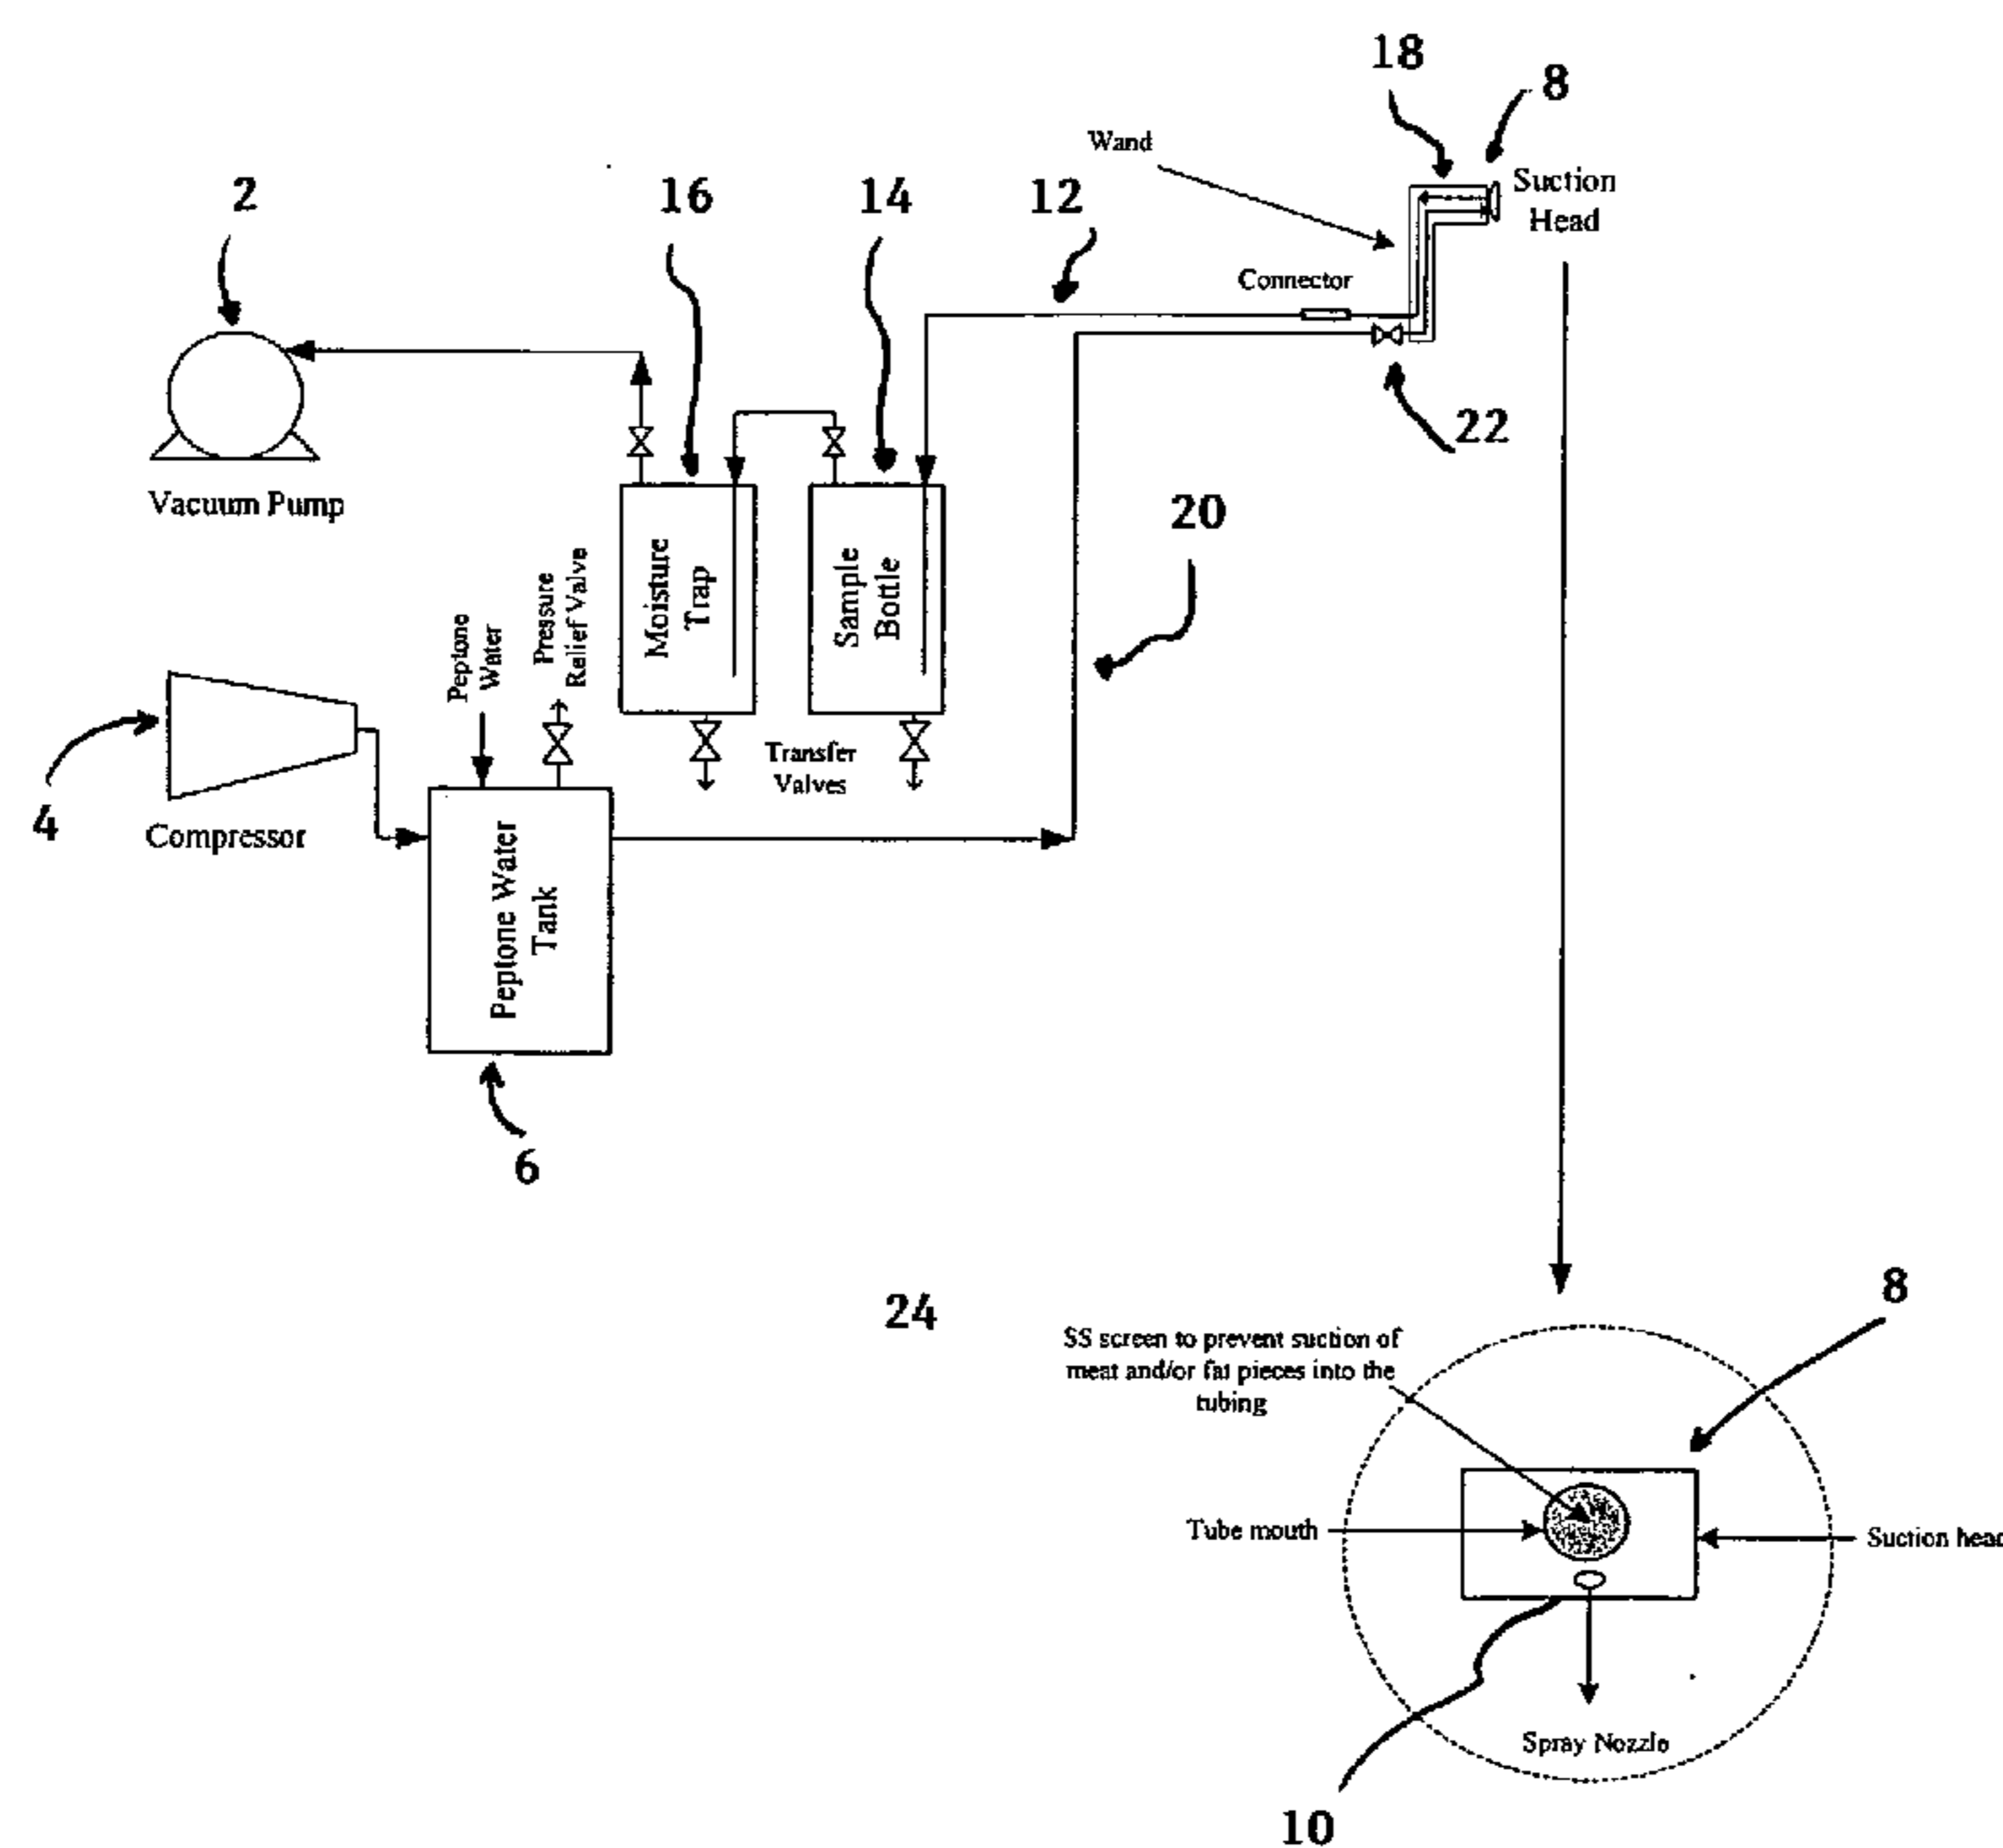 18
8
Wand
Suction
Head
2
16
14
12
Connector
22
Vacuum Pump
20
Moisture
Trap
Sample
Bottle
Peptone
Water
Pressure
Relief Valve
Transfer
Valves
4
Compressor
Peptone Water
Tank
6
24
8
SS screen to prevent suction of
meat and/or fat pieces into the
tubing
Tube mouth
Suction head
Spray Nozzle
10